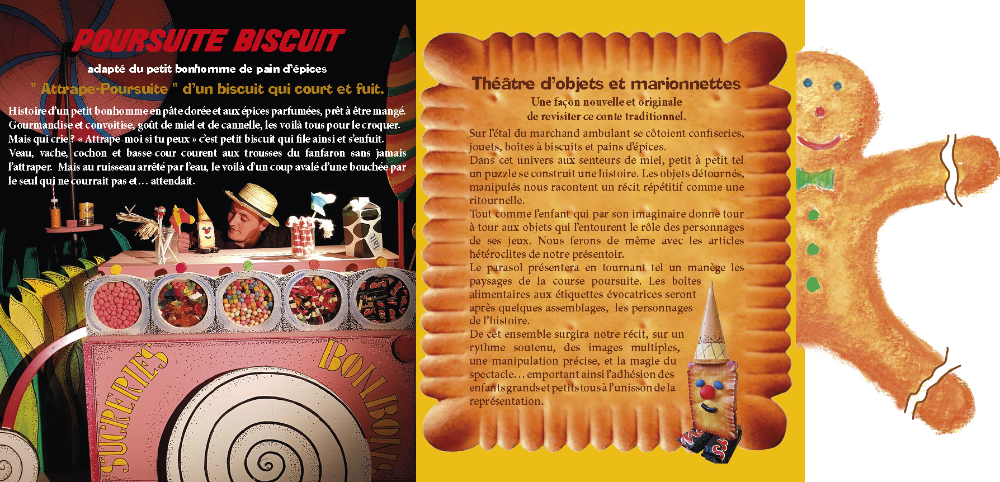 POURSUITE BISCUIT
adapté du petit bonhomme de pain d'épices
" Attrape-Poursuite " d'un biscuit qui court et fuit.
Histoire d'un petit bonhomme en pâte dorée et aux épices parfumées, prêt à être mangé.
Gourmandise et convoitise, goût de miel et de cannelle, les voilà tous pour le croquer.
Mais qui crie ? « Attrape-moi si tu peux » c'est petit biscuit qui file ainsi et s'enfuit.
Veau, vache, cochon et basse-cour courent aux trousses du fanfaron sans jamais
l'attraper. Mais au ruisseau arrêté par l'eau, le voilà d'un coup avalé d'une bouchée par
le seul qui ne courrait pas et… attendait.
lait
Mars
SUCRERIES
BONBONS
Théâtre d'objets et marionnettes
Une façon nouvelle et originale
de revisiter ce conte traditionnel.
Sur l'étal du marchand ambulant se côtoient confiseries,
jouets, boîtes à biscuits et pains d'épices.
Dans cet univers aux senteurs de miel, petit à petit tel
un puzzle se construit une histoire. Les objets détournés,
manipulés nous racontent un récit répétitif comme une
ritournelle.
Tout comme l'enfant qui par son imaginaire donne tour
à tour aux objets qui l'entourent le rôle des personnages
de ses jeux. Nous ferons de même avec les articles
hétéroclites de notre présentoir.
Le parasol présentera en tournant tel un manège les
paysages de la course poursuite. Les boîtes
alimentaires aux étiquettes évocatrices seront
après quelques assemblages, les personnages
de l'histoire.
De cet ensemble surgira notre récit, sur un
rythme soutenu, des images multiples,
une manipulation précise, et la magie du
spectacle… emportant ainsi l'adhésion des
enfants grands et petits tous à l'unisson de la
représentation.